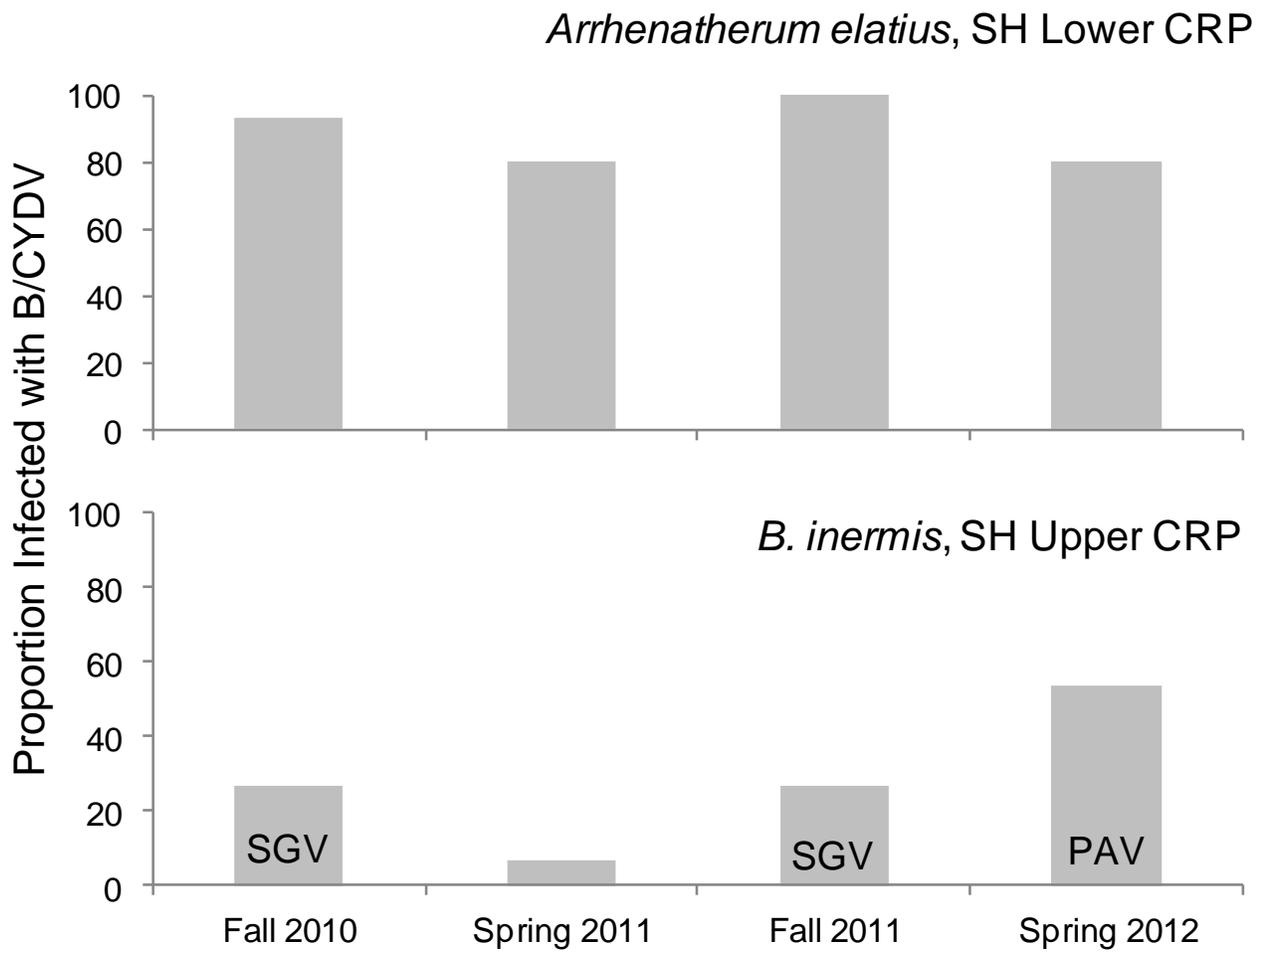 Arrhenatherum elatius, SH Lower CRP
Proportion Infected with B/CYDV
100
80
60
40
20
0
B. inermis, SH Upper CRP
100
80
60
40
20
0
SGV
SGV
PAV
Fall 2010
Spring 2011
Fall 2011
Spring 2012